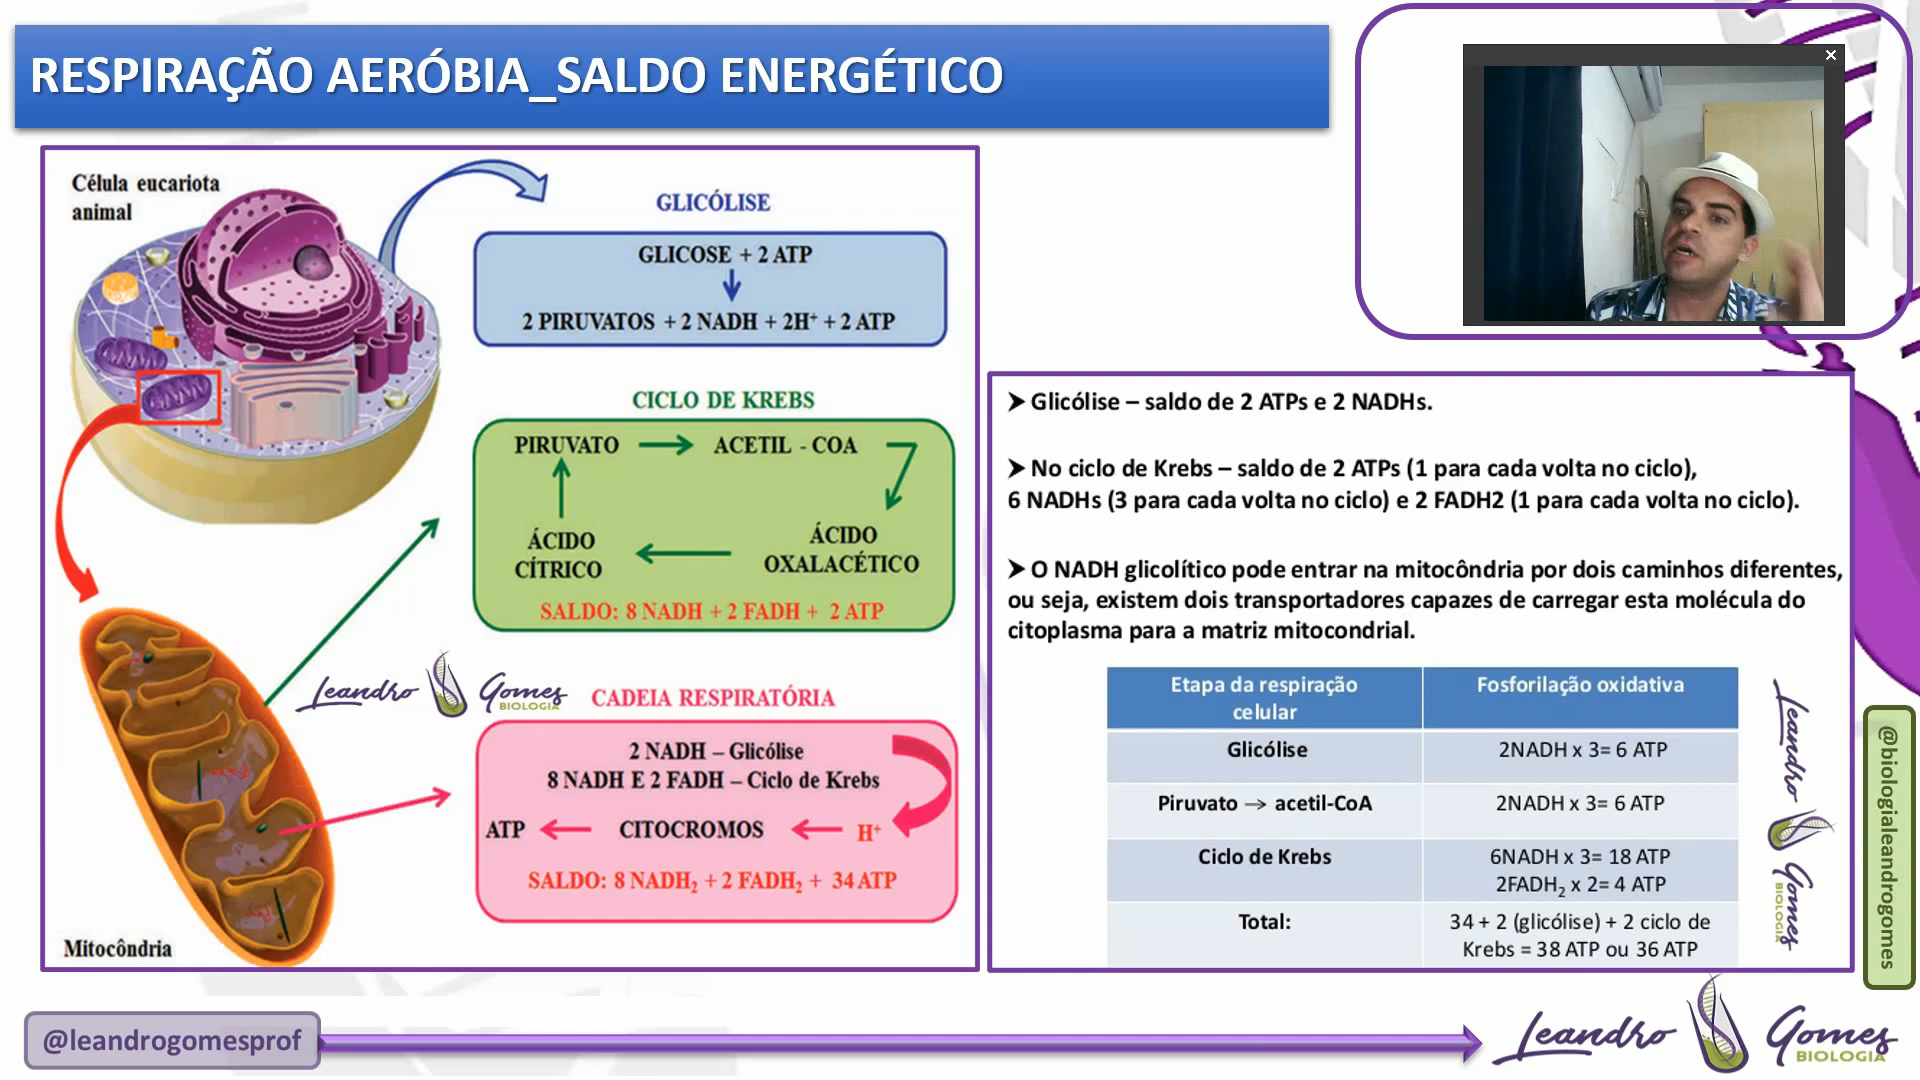 RESPIRAÇÃO AERÓBIA_SALDO ENERGÉTICO
Célula eucariota
animal
GLICÓLISE
GLICOSE + 2 ATP
2 PIRUVATOS + 2 NADH + 2H⁺ + 2 ATP
CICLO DE KREBS
PIRUVATO
ACETIL - COA
ÁCIDO
CÍTRICO
ÁCIDO
OXALACÉTICO
SALDO: 8 NADH + 2 FADH + 2 ATP
Leandro Gomes
BIOLOGIA
CADEIA RESPIRATÓRIA
2 NADH – Glicólise
8 NADH E 2 FADH – Ciclo de Krebs
ATP
CITOCROMOS
H⁺
SALDO: 8 NADH₂ + 2 FADH₂ + 34 ATP
Mitocôndria
➤ Glicólise – saldo de 2 ATPs e 2 NADHs.
➤ No ciclo de Krebs – saldo de 2 ATPs (1 para cada volta no ciclo),
6 NADHs (3 para cada volta no ciclo) e 2 FADH2 (1 para cada volta no ciclo).
➤ O NADH glicolítico pode entrar na mitocôndria por dois caminhos diferentes,
ou seja, existem dois transportadores capazes de carregar esta molécula do
citoplasma para a matriz mitocondrial.
Etapa da respiração
celular
Fosforilação oxidativa
Glicólise
2NADH x 3= 6 ATP
Piruvato → acetil-CoA
2NADH x 3= 6 ATP
Ciclo de Krebs
6NADH x 3= 18 ATP
2FADH₂ x 2= 4 ATP
Total:
34 + 2 (glicólise) + 2 ciclo de
Krebs = 38 ATP ou 36 ATP
Leandro Gomes
BIOLOGIA
@biologialeandrogomes
@leandrogomesprof
Leandro Gomes
BIOLOGIA